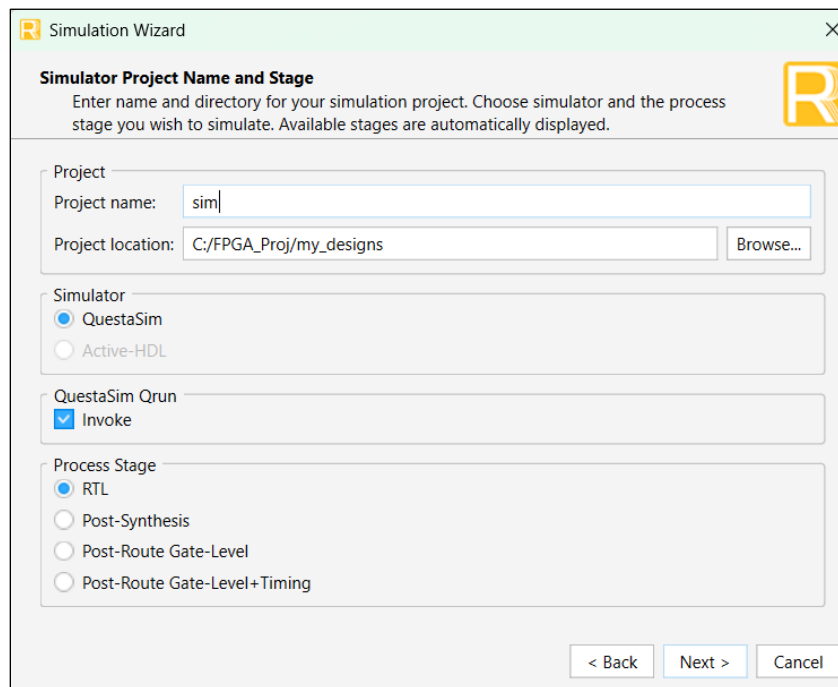 Simulation Wizard
Simulator Project Name and Stage
Enter name and directory for your simulation project. Choose simulator and the process
stage you wish to simulate. Available stages are automatically displayed.
Project
Project name: sim
Project location: C:/FPGA_Proj/my_designs Browse...
Simulator
QuestaSim
Active-HDL
QuestaSim Qrun
Invoke
Process Stage
RTL
Post-Synthesis
Post-Route Gate-Level
Post-Route Gate-Level+Timing
< Back Next > Cancel